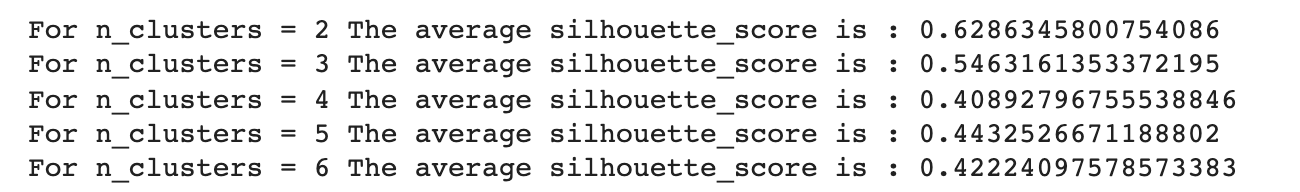 For n_clusters = 2 The average silhouette_score is : 0.6286345800754086
For n_clusters = 3 The average silhouette_score is : 0.5463161353372195
For n_clusters = 4 The average silhouette_score is : 0.40892796755538846
For n_clusters = 5 The average silhouette_score is : 0.4432526671188802
For n_clusters = 6 The average silhouette_score is : 0.42224097578573383